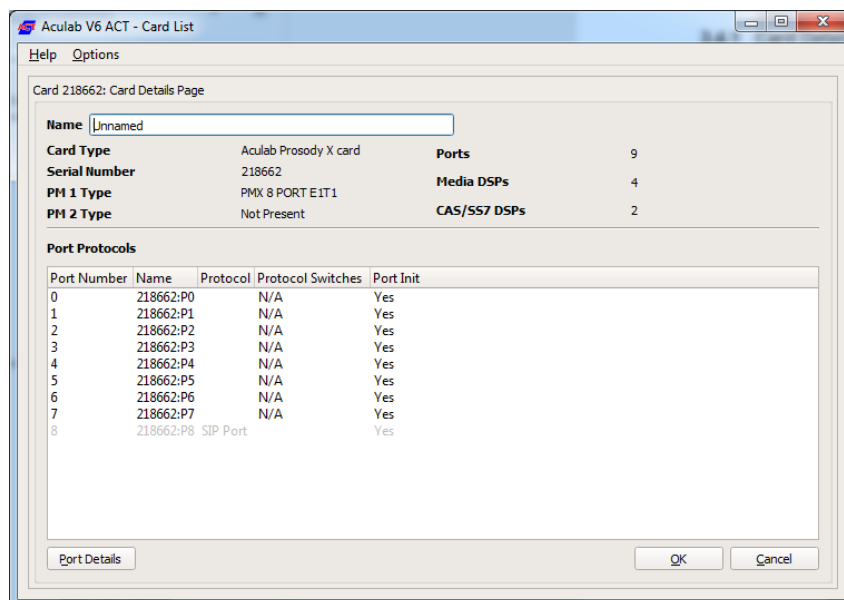 Aculab V6 ACT - Card List
Help Options
Card 218662: Card Details Page
Name Unnamed
Card Type Aculab Prosody X card Ports 9
Serial Number 218662
PM 1 Type PMX 8 PORT E1T1 Media DSPs 4
PM 2 Type Not Present CAS/SS7 DSPs 2
Port Protocols
Port Number Name Protocol Protocol Switches Port Init
0 218662:P0 N/A Yes
1 218662:P1 N/A Yes
2 218662:P2 N/A Yes
3 218662:P3 N/A Yes
4 218662:P4 N/A Yes
5 218662:P5 N/A Yes
6 218662:P6 N/A Yes
7 218662:P7 N/A Yes
8 218662:P8 SIP Port Yes
Port Details OK Cancel